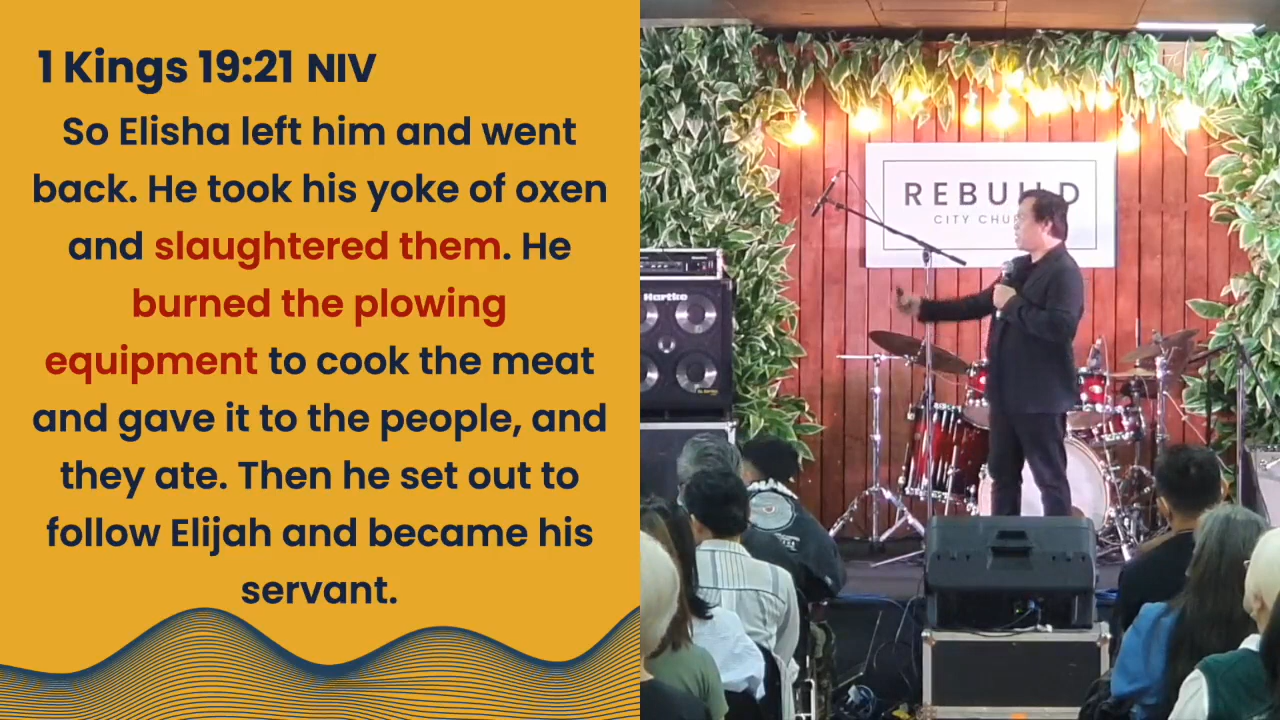 1 Kings 19:21 NIV
So Elisha left him and went
back. He took his yoke of oxen
and slaughtered them. He
burned the plowing
equipment to cook the meat
and gave it to the people, and
they ate. Then he set out to
follow Elijah and became his
servant.
REBUILD
CITY
Hartke